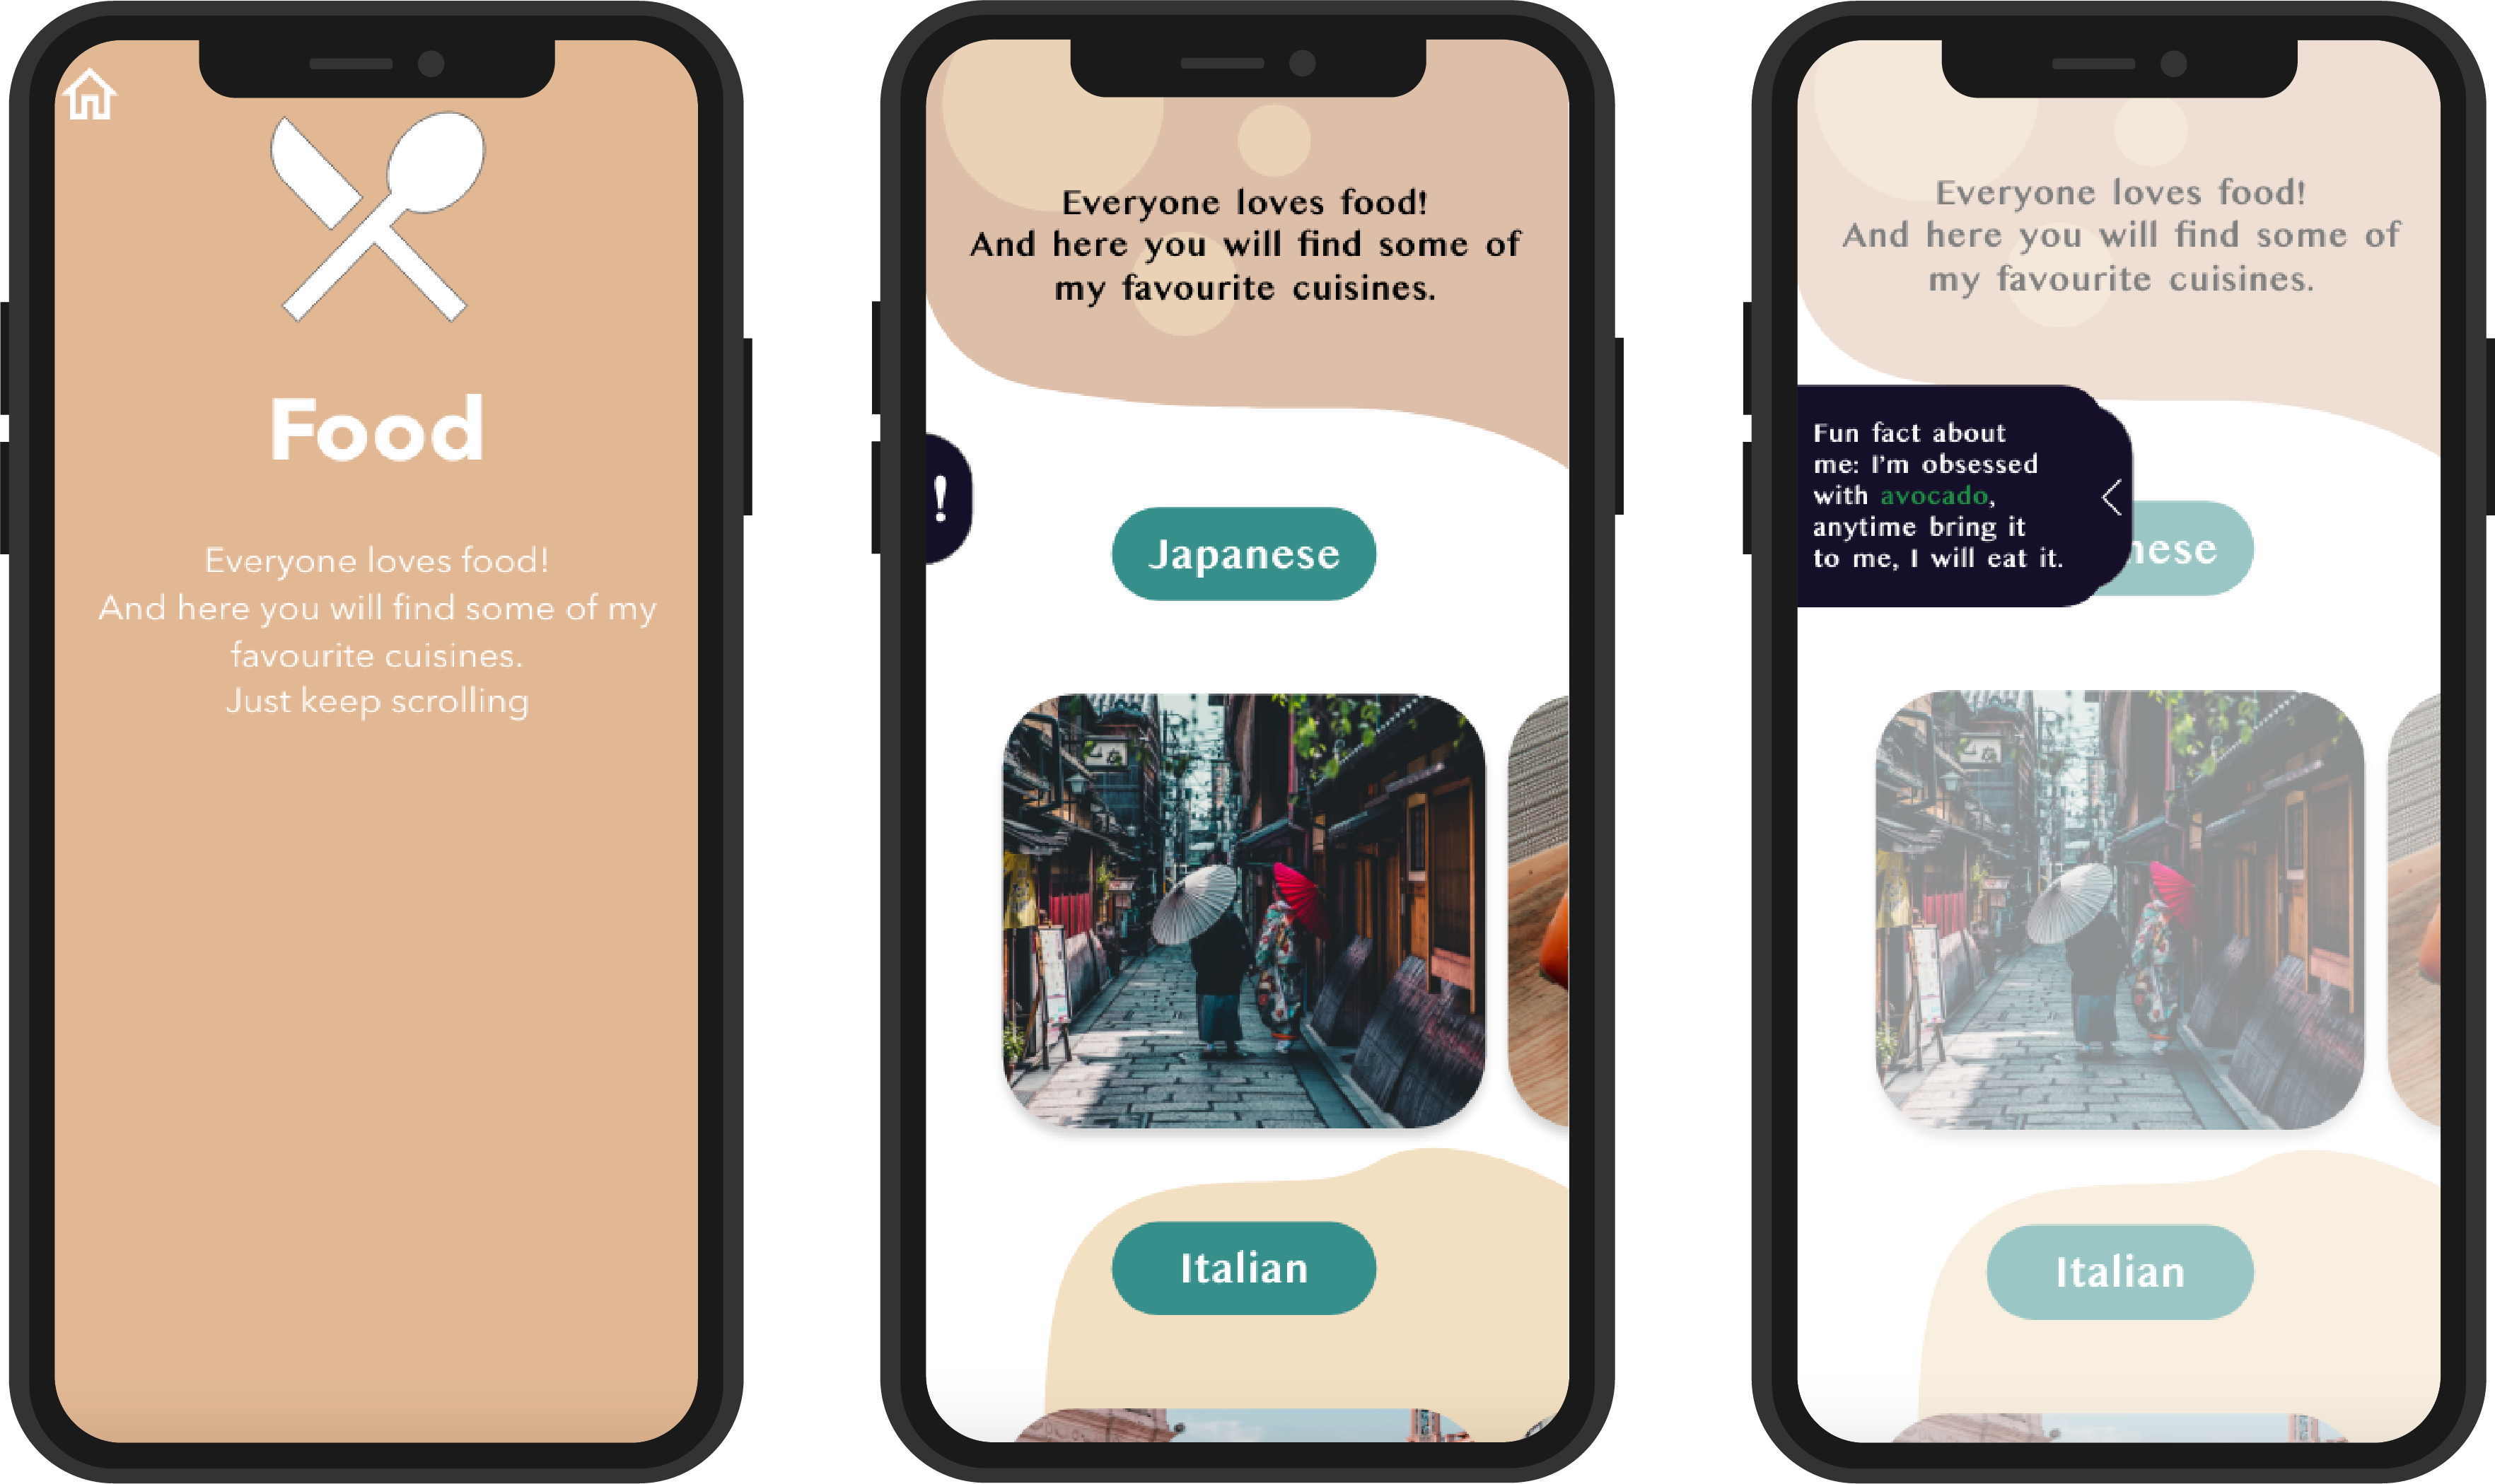 Food
Everyone loves food!
And here you will find some of my
favourite cuisines.
Just keep scrolling
Everyone loves food!
And here you will find some of
my favourite cuisines.
!
Japanese
Italian
Everyone loves food!
And here you will find some of
my favourite cuisines.
Fun fact about
me: I'm obsessed
with avocado,
anytime bring it
to me, I will eat it.
nese
Italian